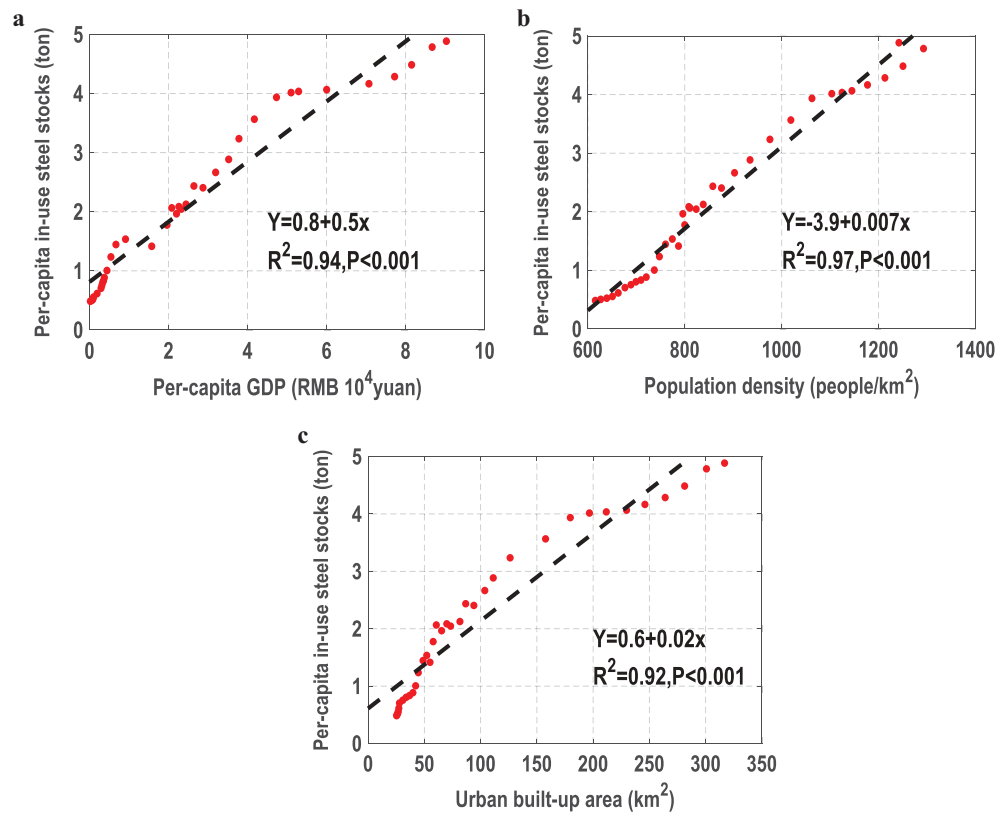 a
Per-capita in-use steel stocks (ton)
5
4
3
2
1
0
Y=0.8+0.5x
R²=0.94,P<0.001
0 2 4 6 8 10
Per-capita GDP (RMB 10⁴yuan)
b
Per-capita in-use steel stocks (ton)
5
4
3
2
1
0
Y=-3.9+0.007x
R²=0.97,P<0.001
600 800 1000 1200 1400
Population density (people/km²)
c
Per-capita in-use steel stocks (ton)
5
4
3
2
1
0
Y=0.6+0.02x
R²=0.92,P<0.001
0 50 100 150 200 250 300 350
Urban built-up area (km²)